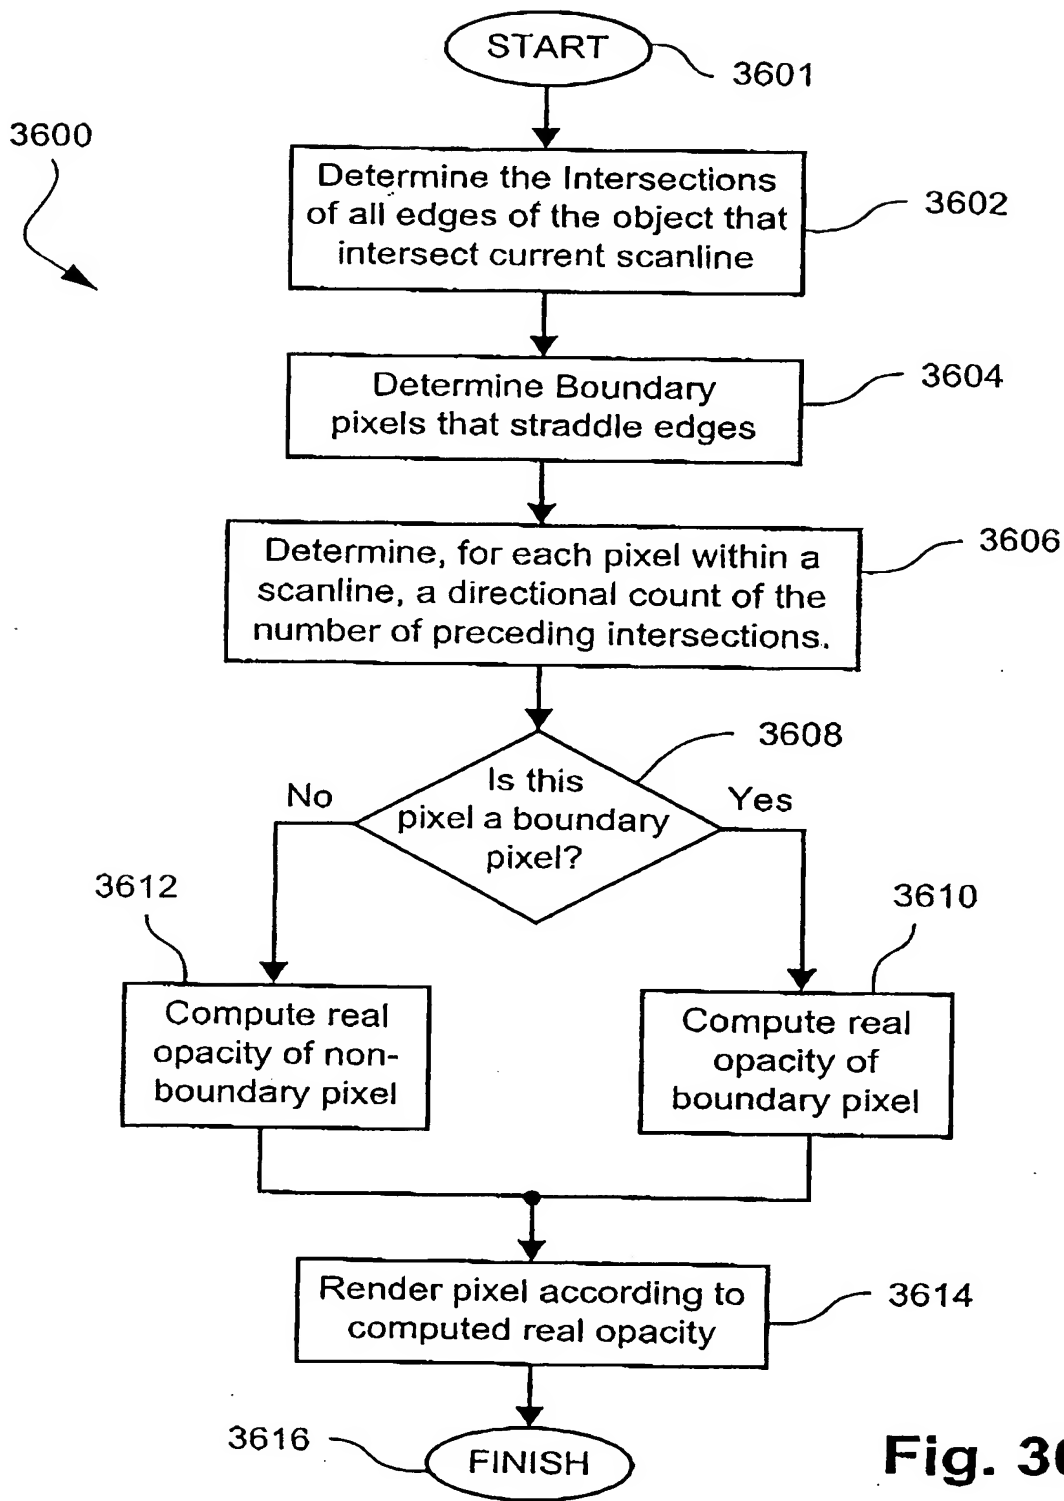 START
3601
3600
Determine the Intersections
of all edges of the object that
intersect current scanline
3602
Determine Boundary
pixels that straddle edges
3604
Determine, for each pixel within a
scanline, a directional count of the
number of preceding intersections.
3606
Is this
pixel a boundary
pixel?
3608
No
Yes
3612
3610
Compute real
opacity of non-
boundary pixel
Compute real
opacity of
boundary pixel
Render pixel according to
computed real opacity
3614
3616
FINISH
Fig. 36